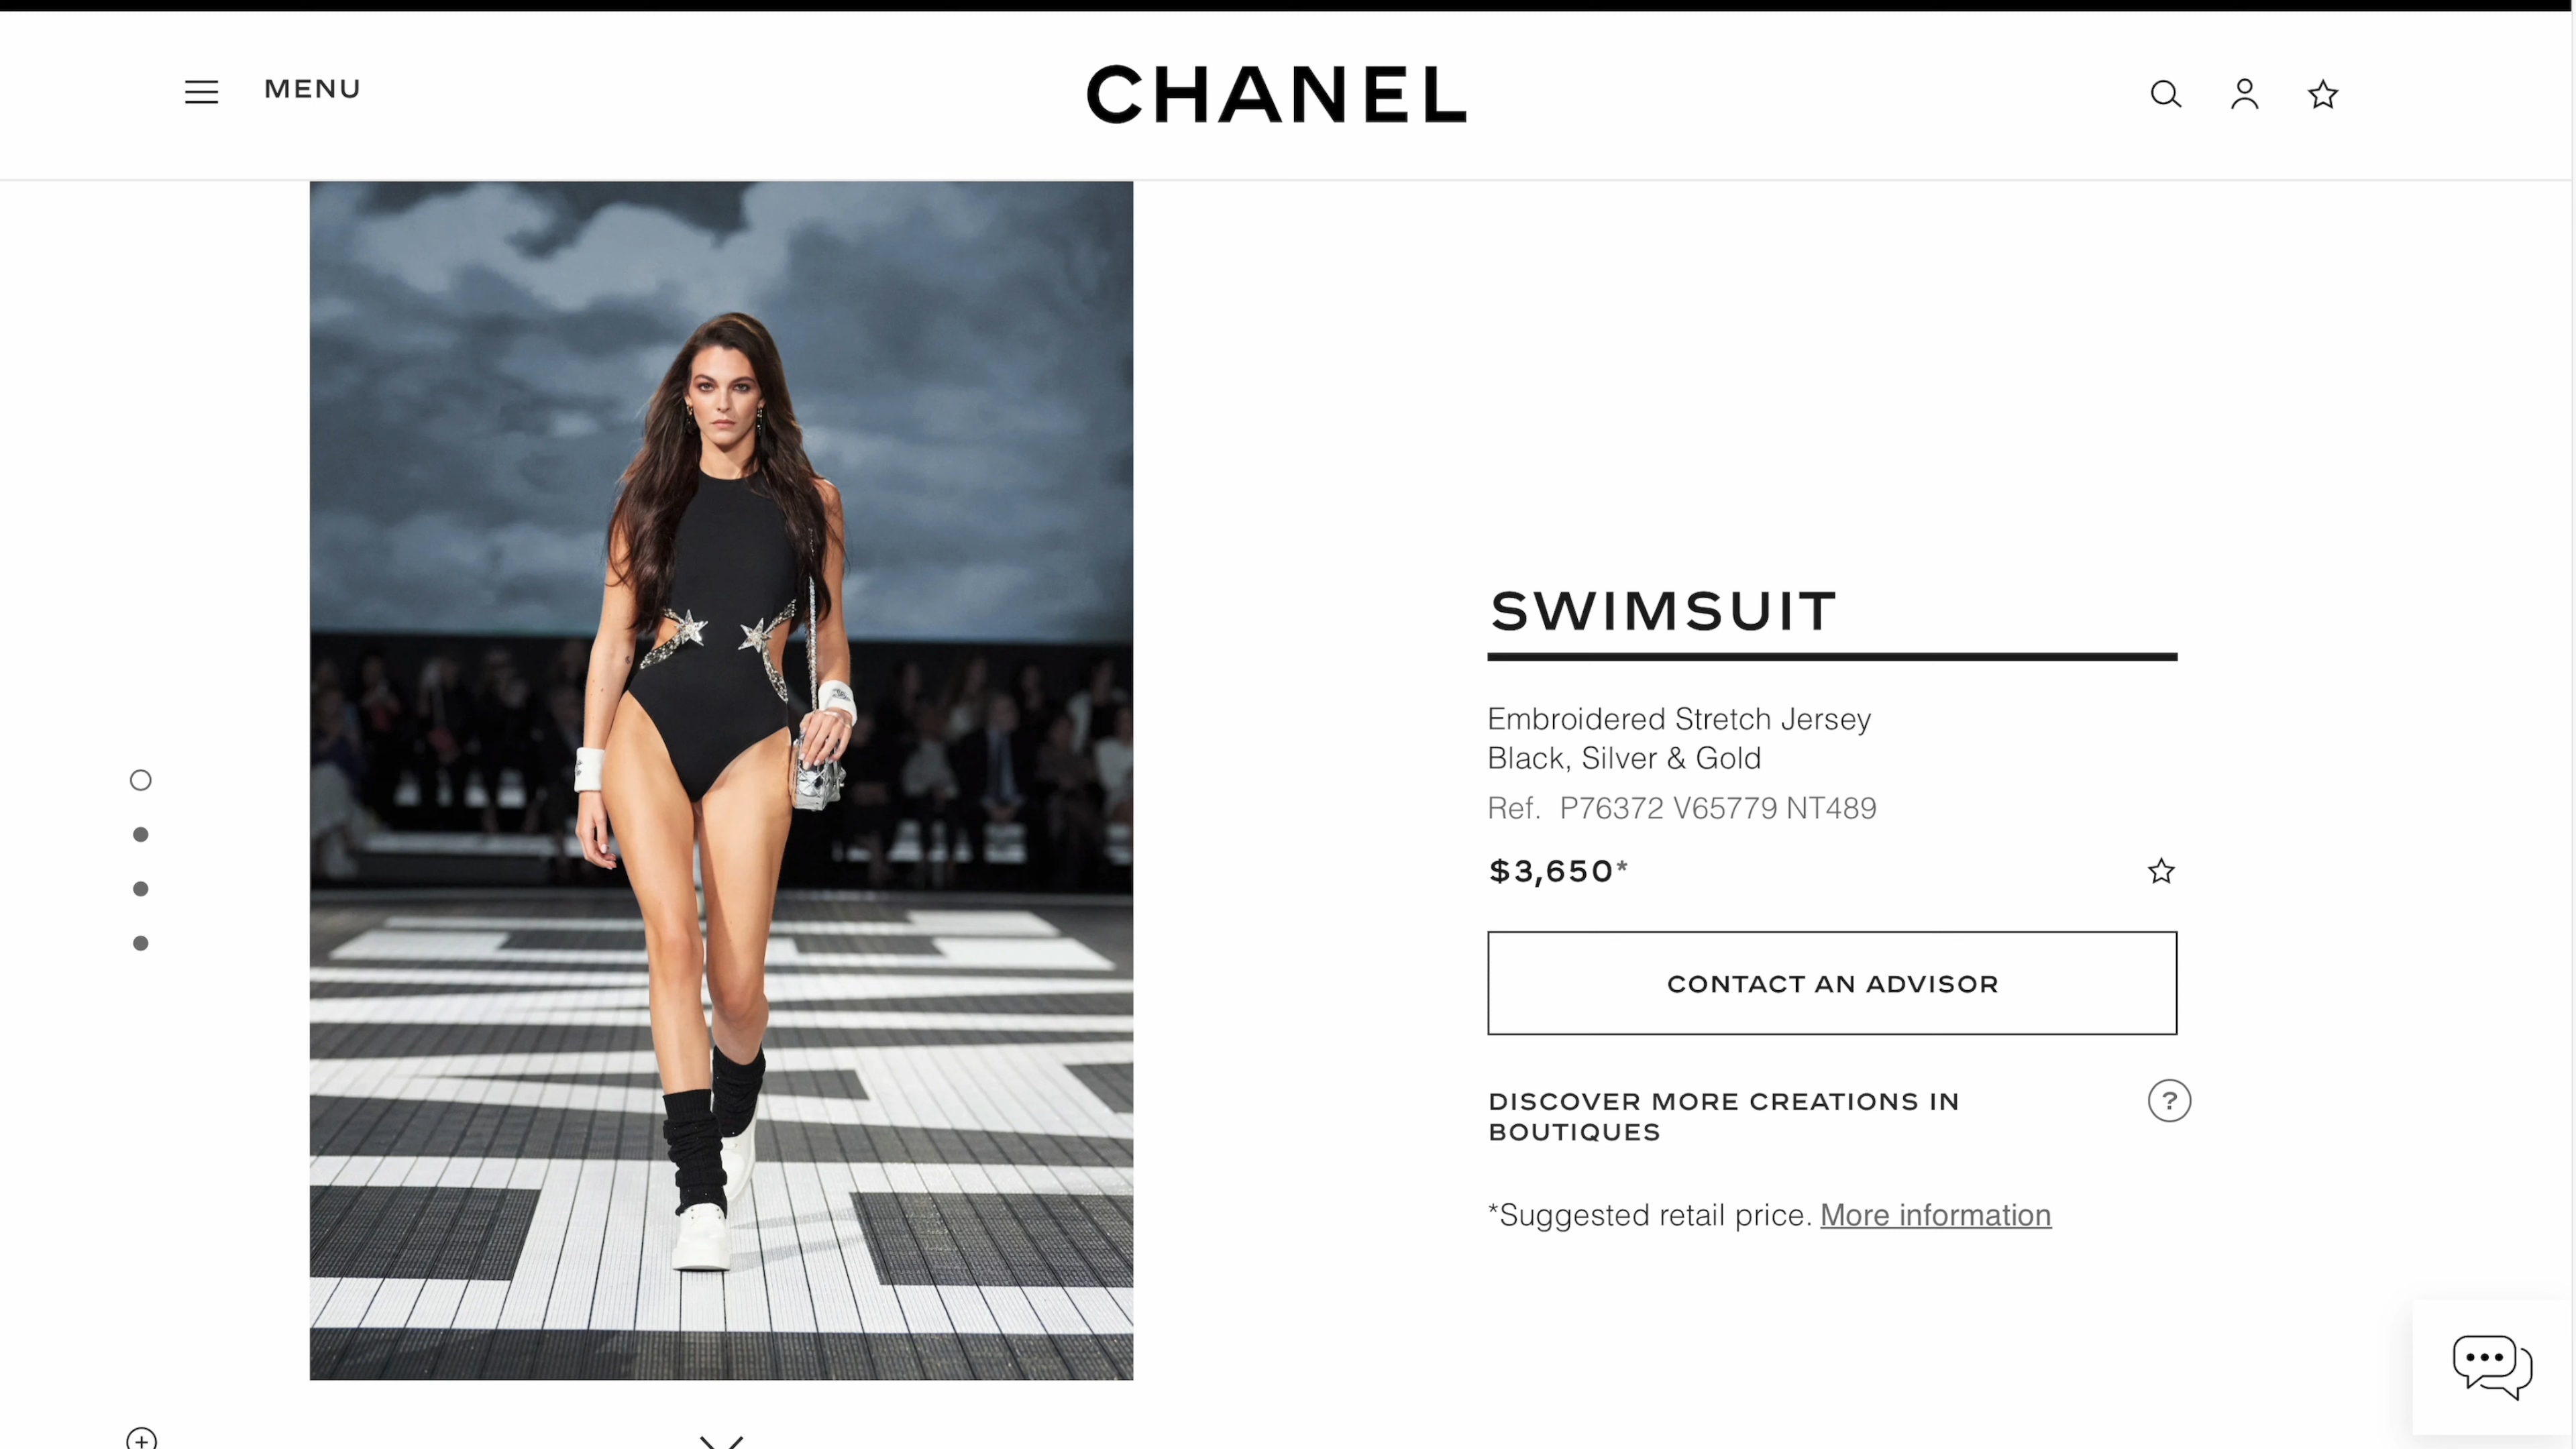 MENU
CHANEL
SWIMSUIT
Embroidered Stretch Jersey
Black, Silver & Gold
Ref. P76372 V65779 NT489
$3,650*
CONTACT AN ADVISOR
DISCOVER MORE CREATIONS IN
BOUTIQUES
?
*Suggested retail price. More information